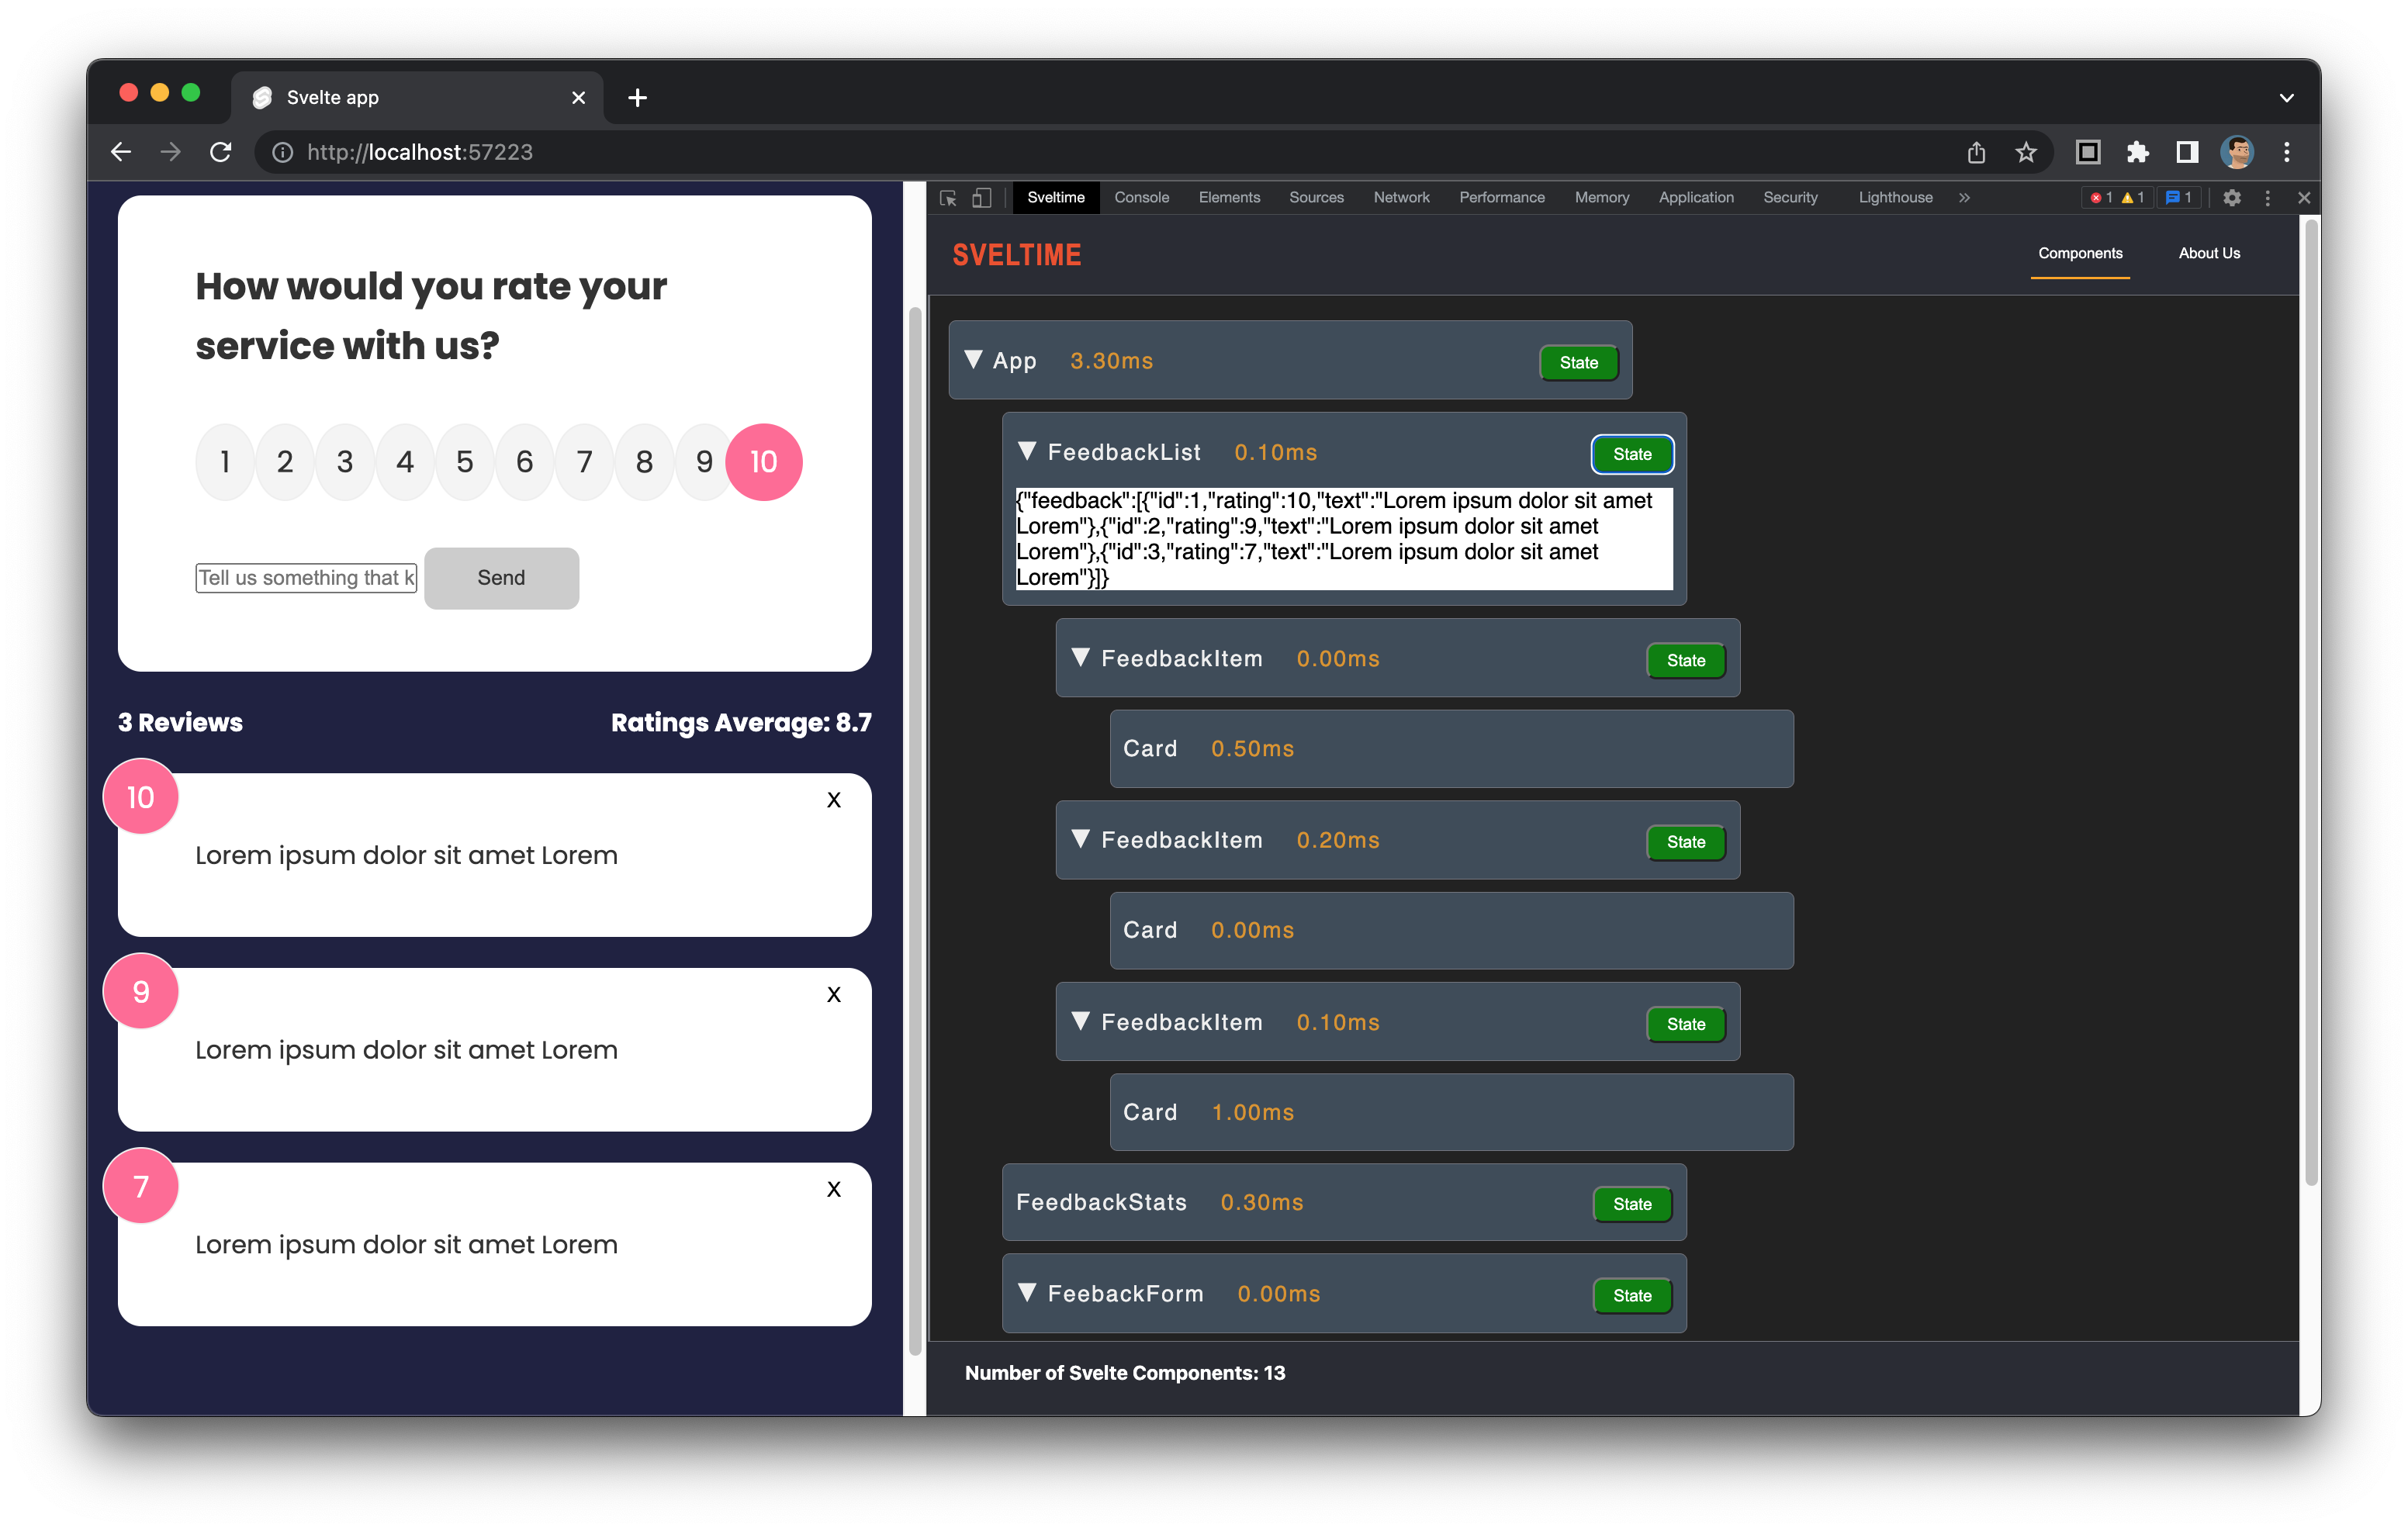 Svelte app
http://localhost:57223
How would you rate your
service with us?
1 2 3 4 5 6 7 8 9 10
Tell us something that k
Send
3 Reviews
Ratings Average: 8.7
10
X
Lorem ipsum dolor sit amet Lorem
9
X
Lorem ipsum dolor sit amet Lorem
7
X
Lorem ipsum dolor sit amet Lorem
Sveltime Console Elements Sources Network Performance Memory Application Security Lighthouse » 1 1 1
SVELTIME
Components
About Us
App 3.30ms State
FeedbackList 0.10ms State
{"feedback":[{"id":1,"rating":10,"text":"Lorem ipsum dolor sit amet
Lorem"},{"id":2,"rating":9,"text":"Lorem ipsum dolor sit amet
Lorem"},{"id":3,"rating":7,"text":"Lorem ipsum dolor sit amet
Lorem"}]}
FeedbackItem 0.00ms State
Card 0.50ms
FeedbackItem 0.20ms State
Card 0.00ms
FeedbackItem 0.10ms State
Card 1.00ms
FeedbackStats 0.30ms State
FeebackForm 0.00ms State
Number of Svelte Components: 13